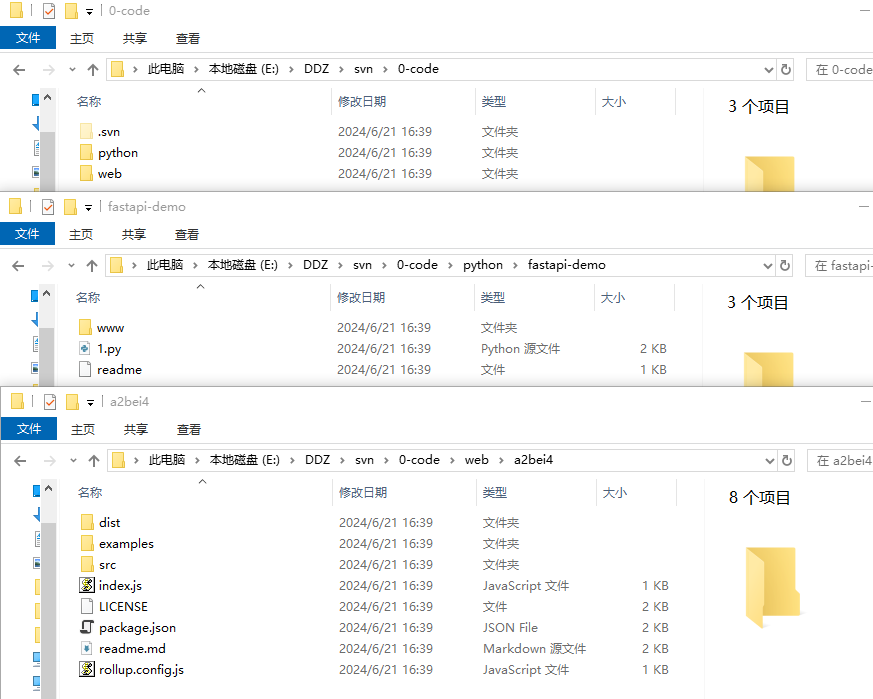 0-code
文件 主页 共享 查看
此电脑 本地磁盘 (E:) DDZ svn 0-code 在 0-code
名称 修改日期 类型 大小 3 个项目
.svn 2024/6/21 16:39 文件夹
python 2024/6/21 16:39 文件夹
web 2024/6/21 16:39 文件夹
fastapi-demo
文件 主页 共享 查看
此电脑 本地磁盘 (E:) DDZ svn 0-code python fastapi-demo 在 fastapi-
名称 修改日期 类型 大小 3 个项目
www 2024/6/21 16:39 文件夹
1.py 2024/6/21 16:39 Python 源文件 2 KB
readme 2024/6/21 16:39 文件 1 KB
a2bei4
文件 主页 共享 查看
此电脑 本地磁盘 (E:) DDZ svn 0-code web a2bei4 在 a2bei4
名称 修改日期 类型 大小 8 个项目
dist 2024/6/21 16:39 文件夹
examples 2024/6/21 16:39 文件夹
src 2024/6/21 16:39 文件夹
index.js 2024/6/21 16:39 JavaScript 文件 1 KB
LICENSE 2024/6/21 16:39 文件 2 KB
package.json 2024/6/21 16:39 JSON File 2 KB
readme.md 2024/6/21 16:39 Markdown 源文件 2 KB
rollup.config.js 2024/6/21 16:39 JavaScript 文件 1 KB